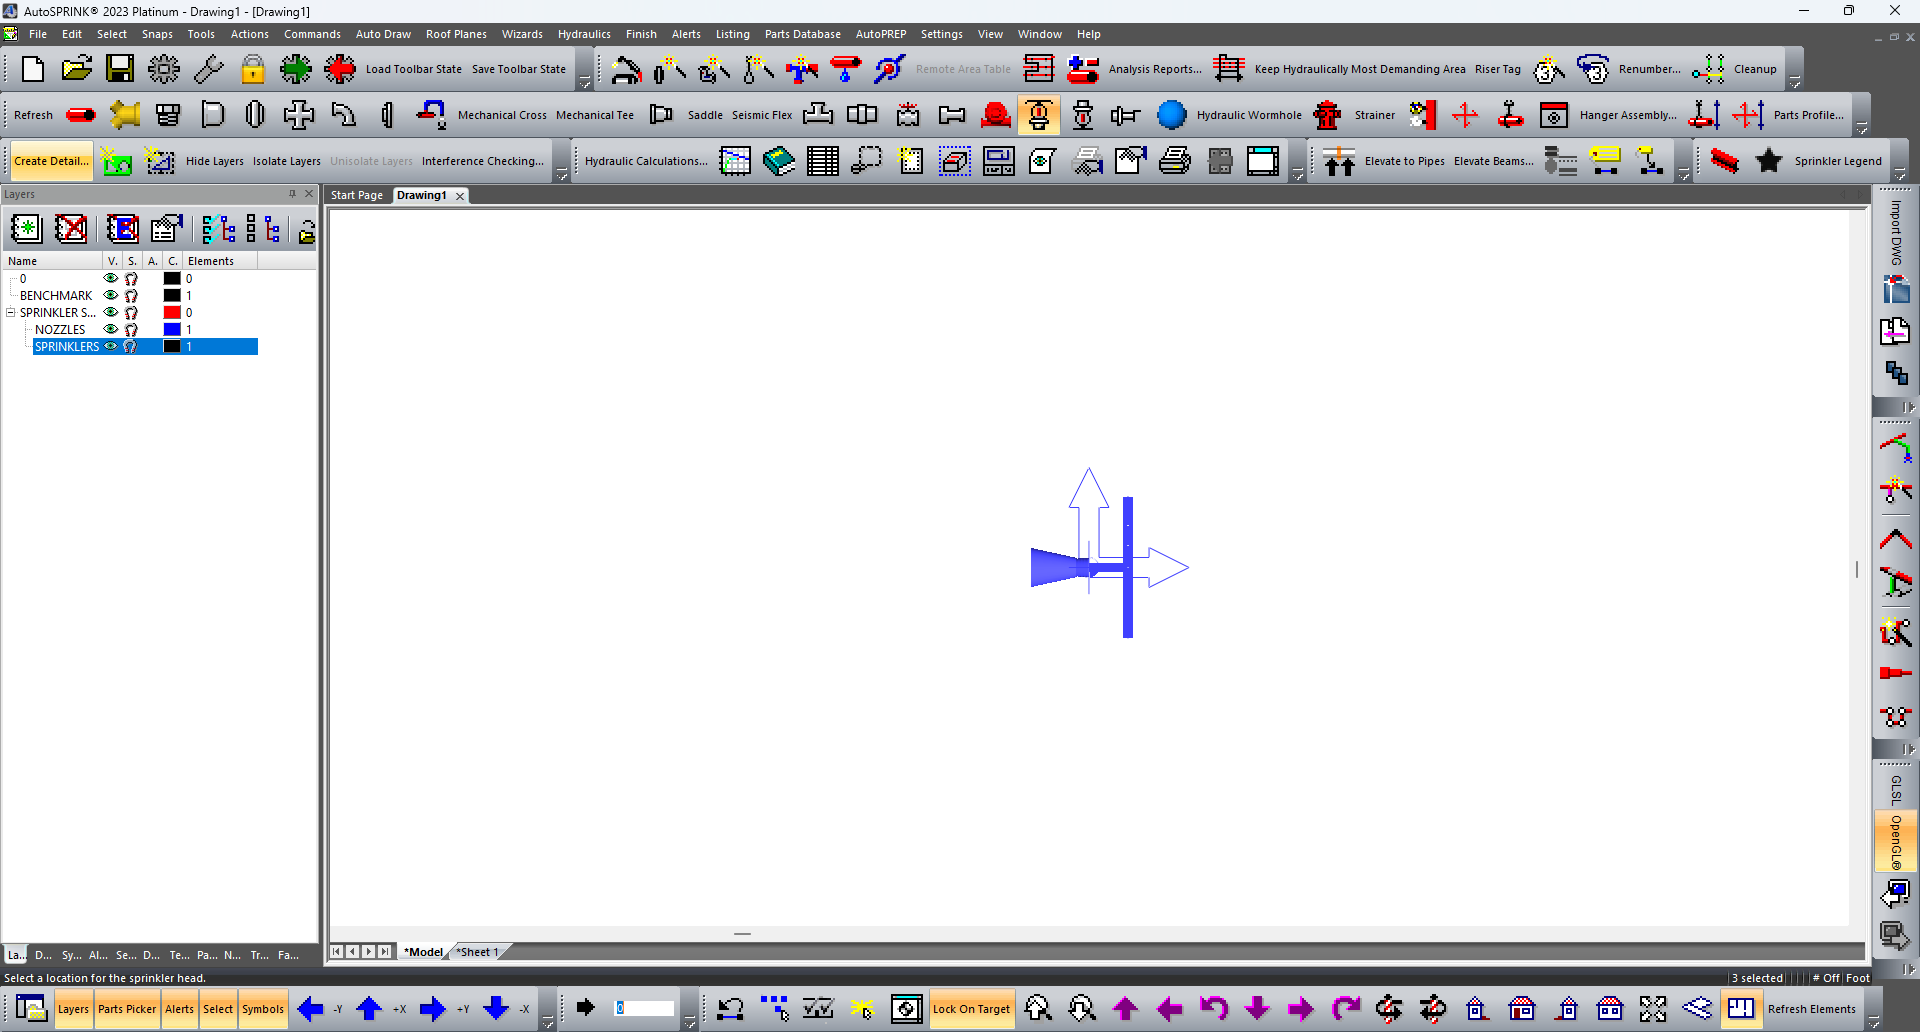 AutoSPRINK® 2023 Platinum - Drawing1 - [Drawing1]
File Edit Select Snaps Tools Actions Commands Auto Draw Roof Planes Wizards Hydraulics Finish Alerts Listing Parts Database AutoPREP Settings View Window Help
Load Toolbar State Save Toolbar State Remote Area Table Analysis Reports... Keep Hydraulically Most Demanding Area Riser Tag Renumber... Cleanup
Refresh Mechanical Cross Mechanical Tee Saddle Seismic Flex Hydraulic Wormhole Strainer Hanger Assembly... Parts Profile...
Create Detail... Hide Layers Isolate Layers Unisolate Layers Interference Checking... Hydraulic Calculations... Elevate to Pipes Elevate Beams... Sprinkler Legend
Layers
Start Page Drawing1
Name V. S. A. C. Elements
0 0
BENCHMARK 1
SPRINKLER S... 0
NOZZLES 1
SPRINKLERS 1
Import DWG
GLSL
OpenGL®
*Model *Sheet 1
La... D... Sy... Al... Se... D... Te... Pa... N... Tr... Fa...
Select a location for the sprinkler head.
3 selected # Off Foot
Layers Parts Picker Alerts Select Symbols -Y +X +Y -X 0 Lock On Target Refresh Elements